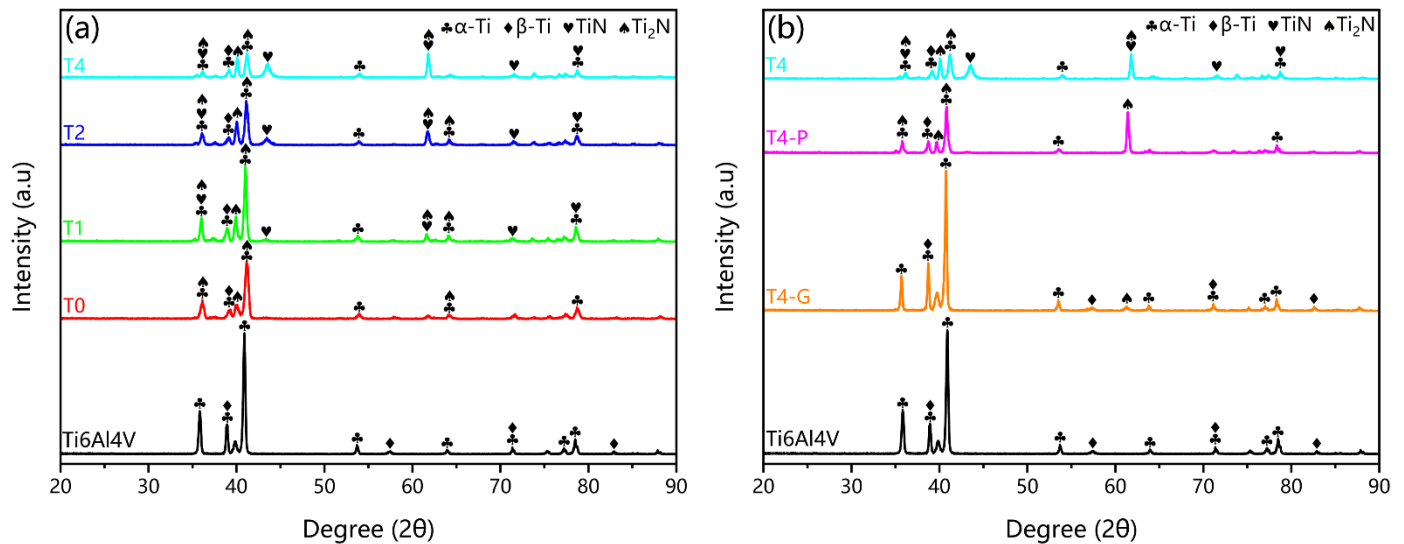 (a)
♣α-Ti ♦β-Ti ♥TiN ♠Ti₂N
T4
T2
T1
T0
Ti6Al4V
Intensity (a.u)
20 30 40 50 60 70 80 90
Degree (2θ)
(b)
♣α-Ti ♦β-Ti ♥TiN ♠Ti₂N
T4
T4-P
T4-G
Ti6Al4V
Intensity (a.u)
20 30 40 50 60 70 80 90
Degree (2θ)